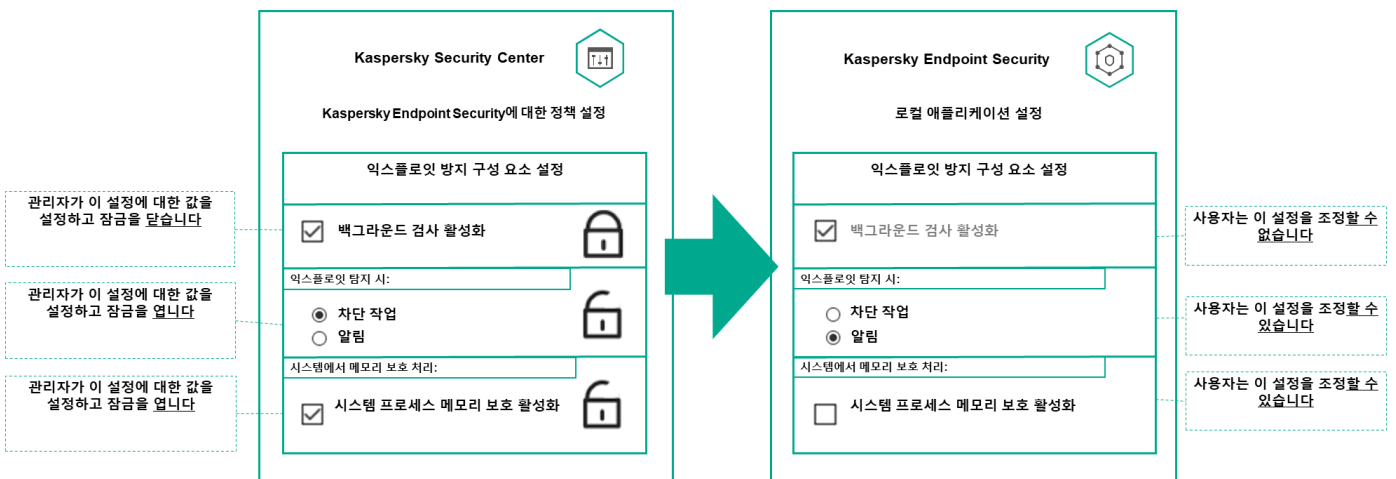 Kaspersky Security Center
Kaspersky Endpoint Security에 대한 정책 설정
익스플로잇 방지 구성 요소 설정
관리자가 이 설정에 대한 값을
설정하고 잠금을 닫습니다
백그라운드 검사 활성화
익스플로잇 탐지 시:
관리자가 이 설정에 대한 값을
설정하고 잠금을 엽니다
차단 작업
알림
시스템에서 메모리 보호 처리:
관리자가 이 설정에 대한 값을
설정하고 잠금을 엽니다
시스템 프로세스 메모리 보호 활성화
Kaspersky Endpoint Security
로컬 애플리케이션 설정
익스플로잇 방지 구성 요소 설정
백그라운드 검사 활성화
사용자는 이 설정을 조정할 수
없습니다
익스플로잇 탐지 시:
차단 작업
알림
사용자는 이 설정을 조정할 수
있습니다
시스템에서 메모리 보호 처리:
시스템 프로세스 메모리 보호 활성화
사용자는 이 설정을 조정할 수
있습니다